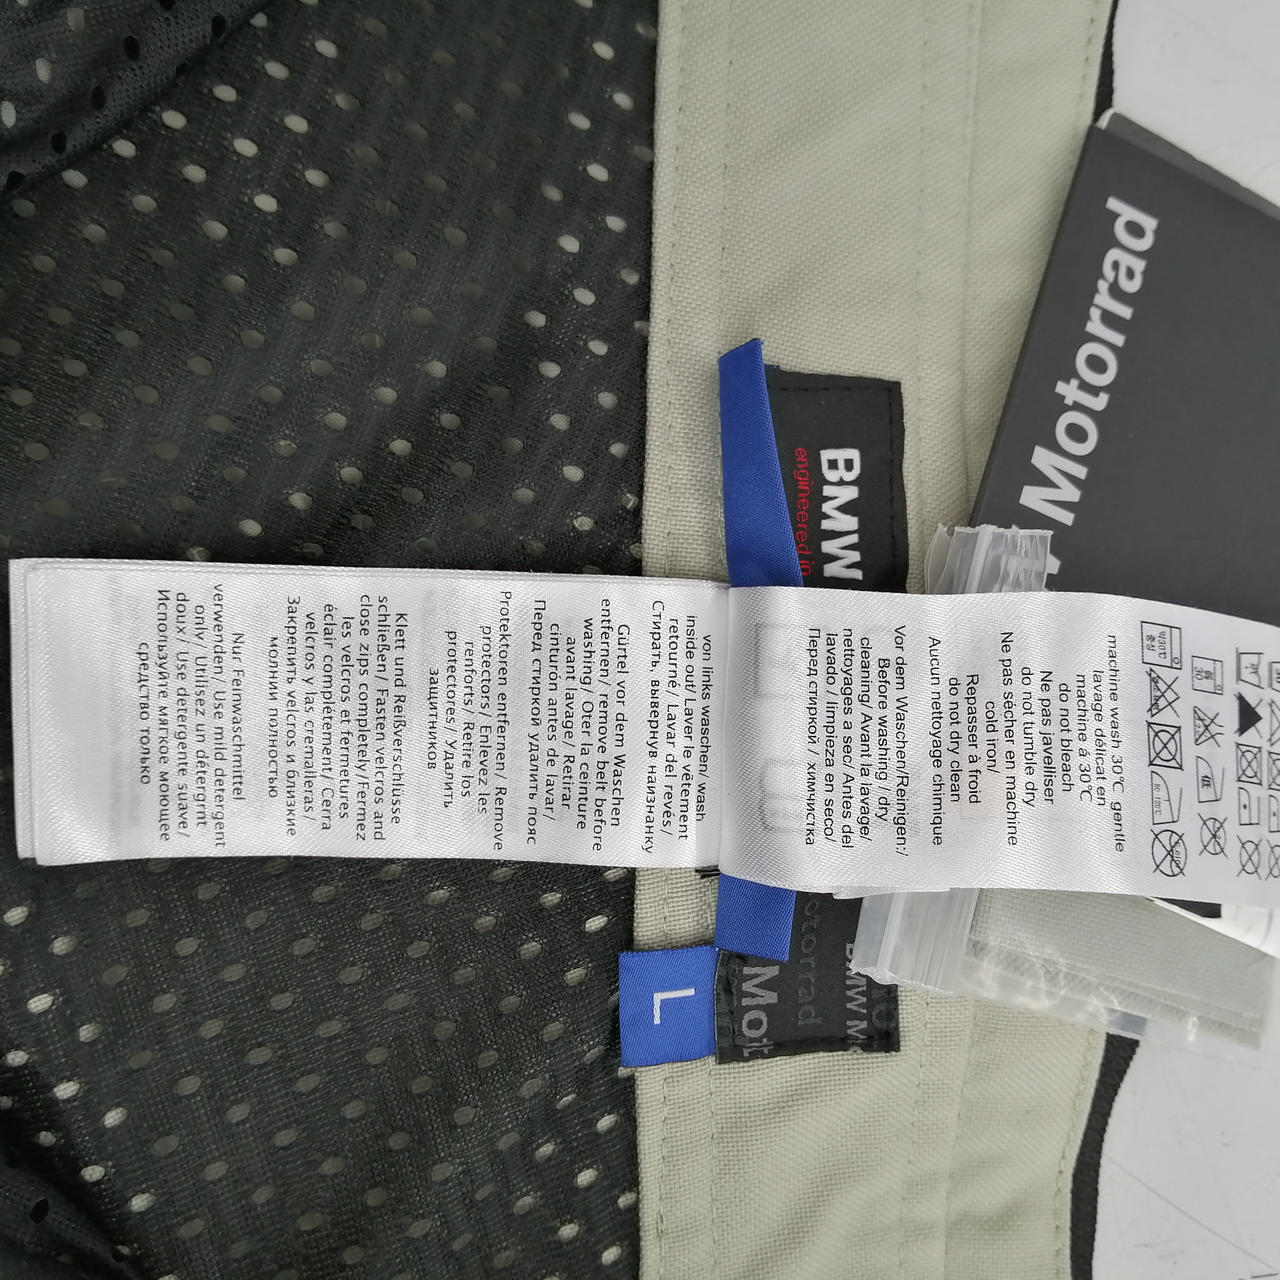 Motorrad
BMW
engineered in
machine wash 30℃ gentle
lavage délicat en
machine á 30℃
do not bleach
Ne pas javelliser
do not tumble dry
Ne pas sécher en machine
cold iron/
Repasser à froid
do not dry clean
Aucun nettoyage chimique
Vor dem Waschen/Reinigen:/
Before washing / dry
cleaning/ Avant la lavage/
nettoyages a sec/ Antes del
lavado / limpieza en seco/
Перед стиркой / химчистка
von links waschen/ wash
inside out/ Laver le vêtement
retourné/ Lavar del revés/
Стирать, вывернув наизнанку
Gürtel vor dem Waschen
entfernen/ remove belt before
washing/ Oter la ceinture
avant lavage/ Retirar
cinturón antes de lavar/
Перед стиркой удалить пояс
Protektoren entfernen/ Remove
protectors/ Enlevez les
renforts/ Retire los
protectores/ Удалить
защитников
Klett und Reißverschlüsse
schließen/ Fasten velcros and
close zips completely/Fermez
les velcros et fermetures
éclair complètement/ Cerra
velcros y las cremalleras/
Закрепить velcros и близкие
молнии полностью
Nur Feinwaschmittel
verwenden/ Use mild detergent
onlv/ Utilisez un détergrnt
doux/ Use detergente suave/
Используйте мягкое моющее
средство только
L
Mot
otorrad
BMW M